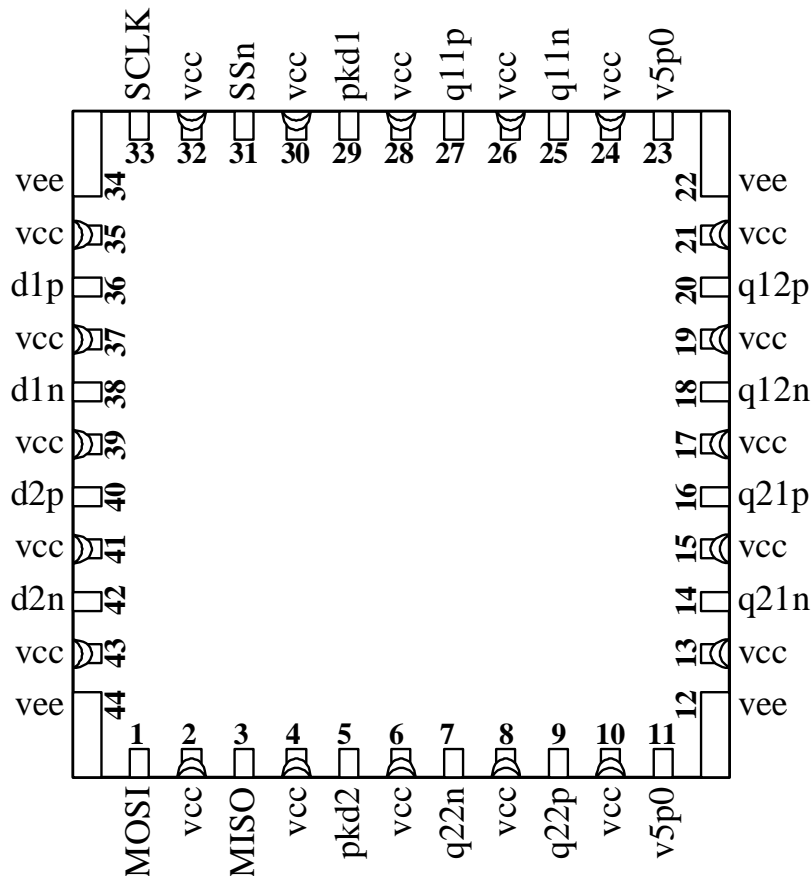 SCLK vcc SSn vcc pkd1 vcc q11p vcc q11n vcc v5p0
33 32 31 30 29 28 27 26 25 24 23
vee 34 22 vee
vcc 35 21 vcc
d1p 36 20 q12p
vcc 37 19 vcc
d1n 38 18 q12n
vcc 39 17 vcc
d2p 40 16 q21p
vcc 41 15 vcc
d2n 42 14 q21n
vcc 43 13 vcc
vee 44 12 vee
1 2 3 4 5 6 7 8 9 10 11
MOSI vcc MISO vcc pkd2 vcc q22n vcc q22p vcc v5p0